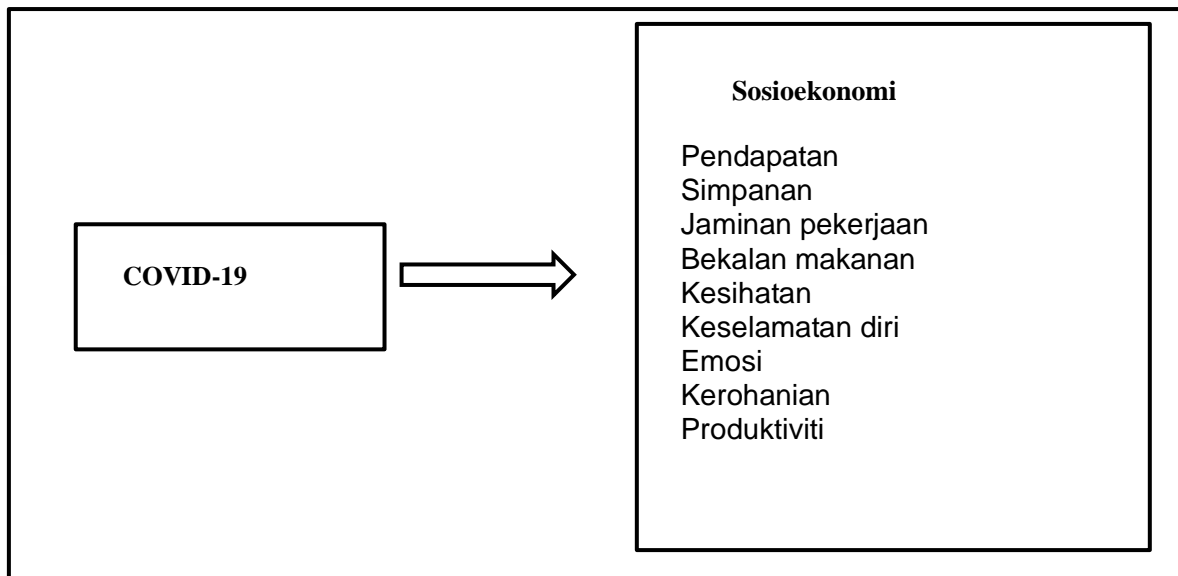 COVID-19
Sosioekonomi
Pendapatan
Simpanan
Jaminan pekerjaan
Bekalan makanan
Kesihatan
Keselamatan diri
Emosi
Kerohanian
Produktiviti